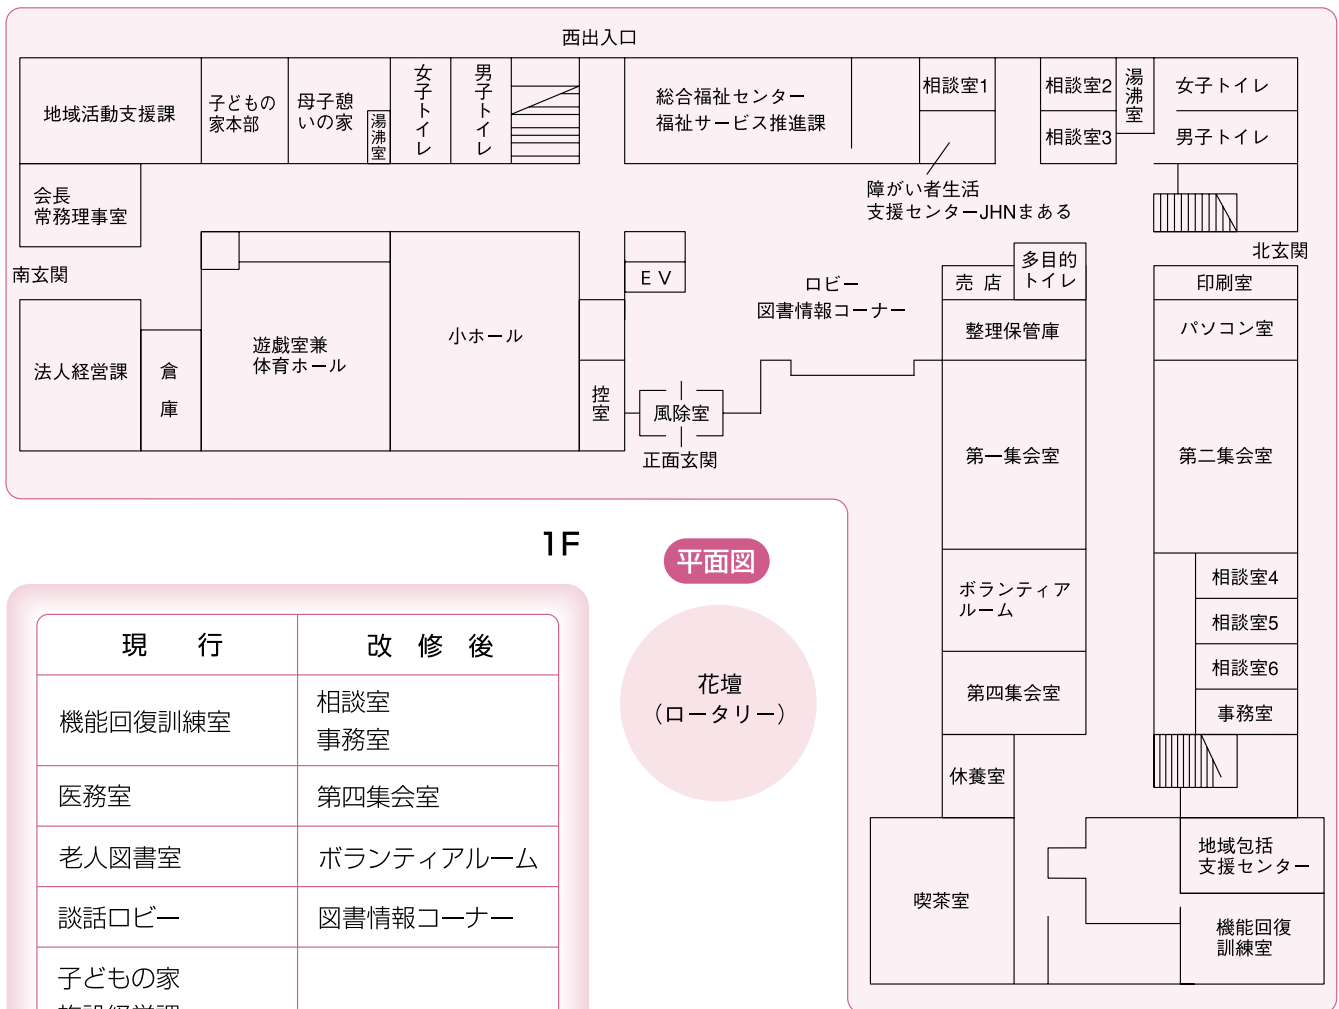 西出入口
地域活動支援課
子どもの
家本部
母子憩
いの家
湯沸室
女子トイレ
男子トイレ
総合福祉センター
福祉サービス推進課
相談室1
相談室2
相談室3
湯沸室
女子トイレ
男子トイレ
会長
常務理事室
障がい者生活
支援センターJHNまある
南玄関
北玄関
EV
ロビー
図書情報コーナー
売店
多目的
トイレ
印刷室
整理保管庫
パソコン室
法人経営課
倉庫
遊戯室兼
体育ホール
小ホール
控室
風除室
正面玄関
第一集会室
第二集会室
ボランティア
ルーム
第四集会室
相談室4
相談室5
相談室6
事務室
休養室
喫茶室
地域包括
支援センター
機能回復
訓練室
1F
平面図
花壇
（ロータリー）
現行 改修後
機能回復訓練室 相談室
事務室
医務室 第四集会室
老人図書室 ボランティアルーム
談話ロビー 図書情報コーナー
子どもの家